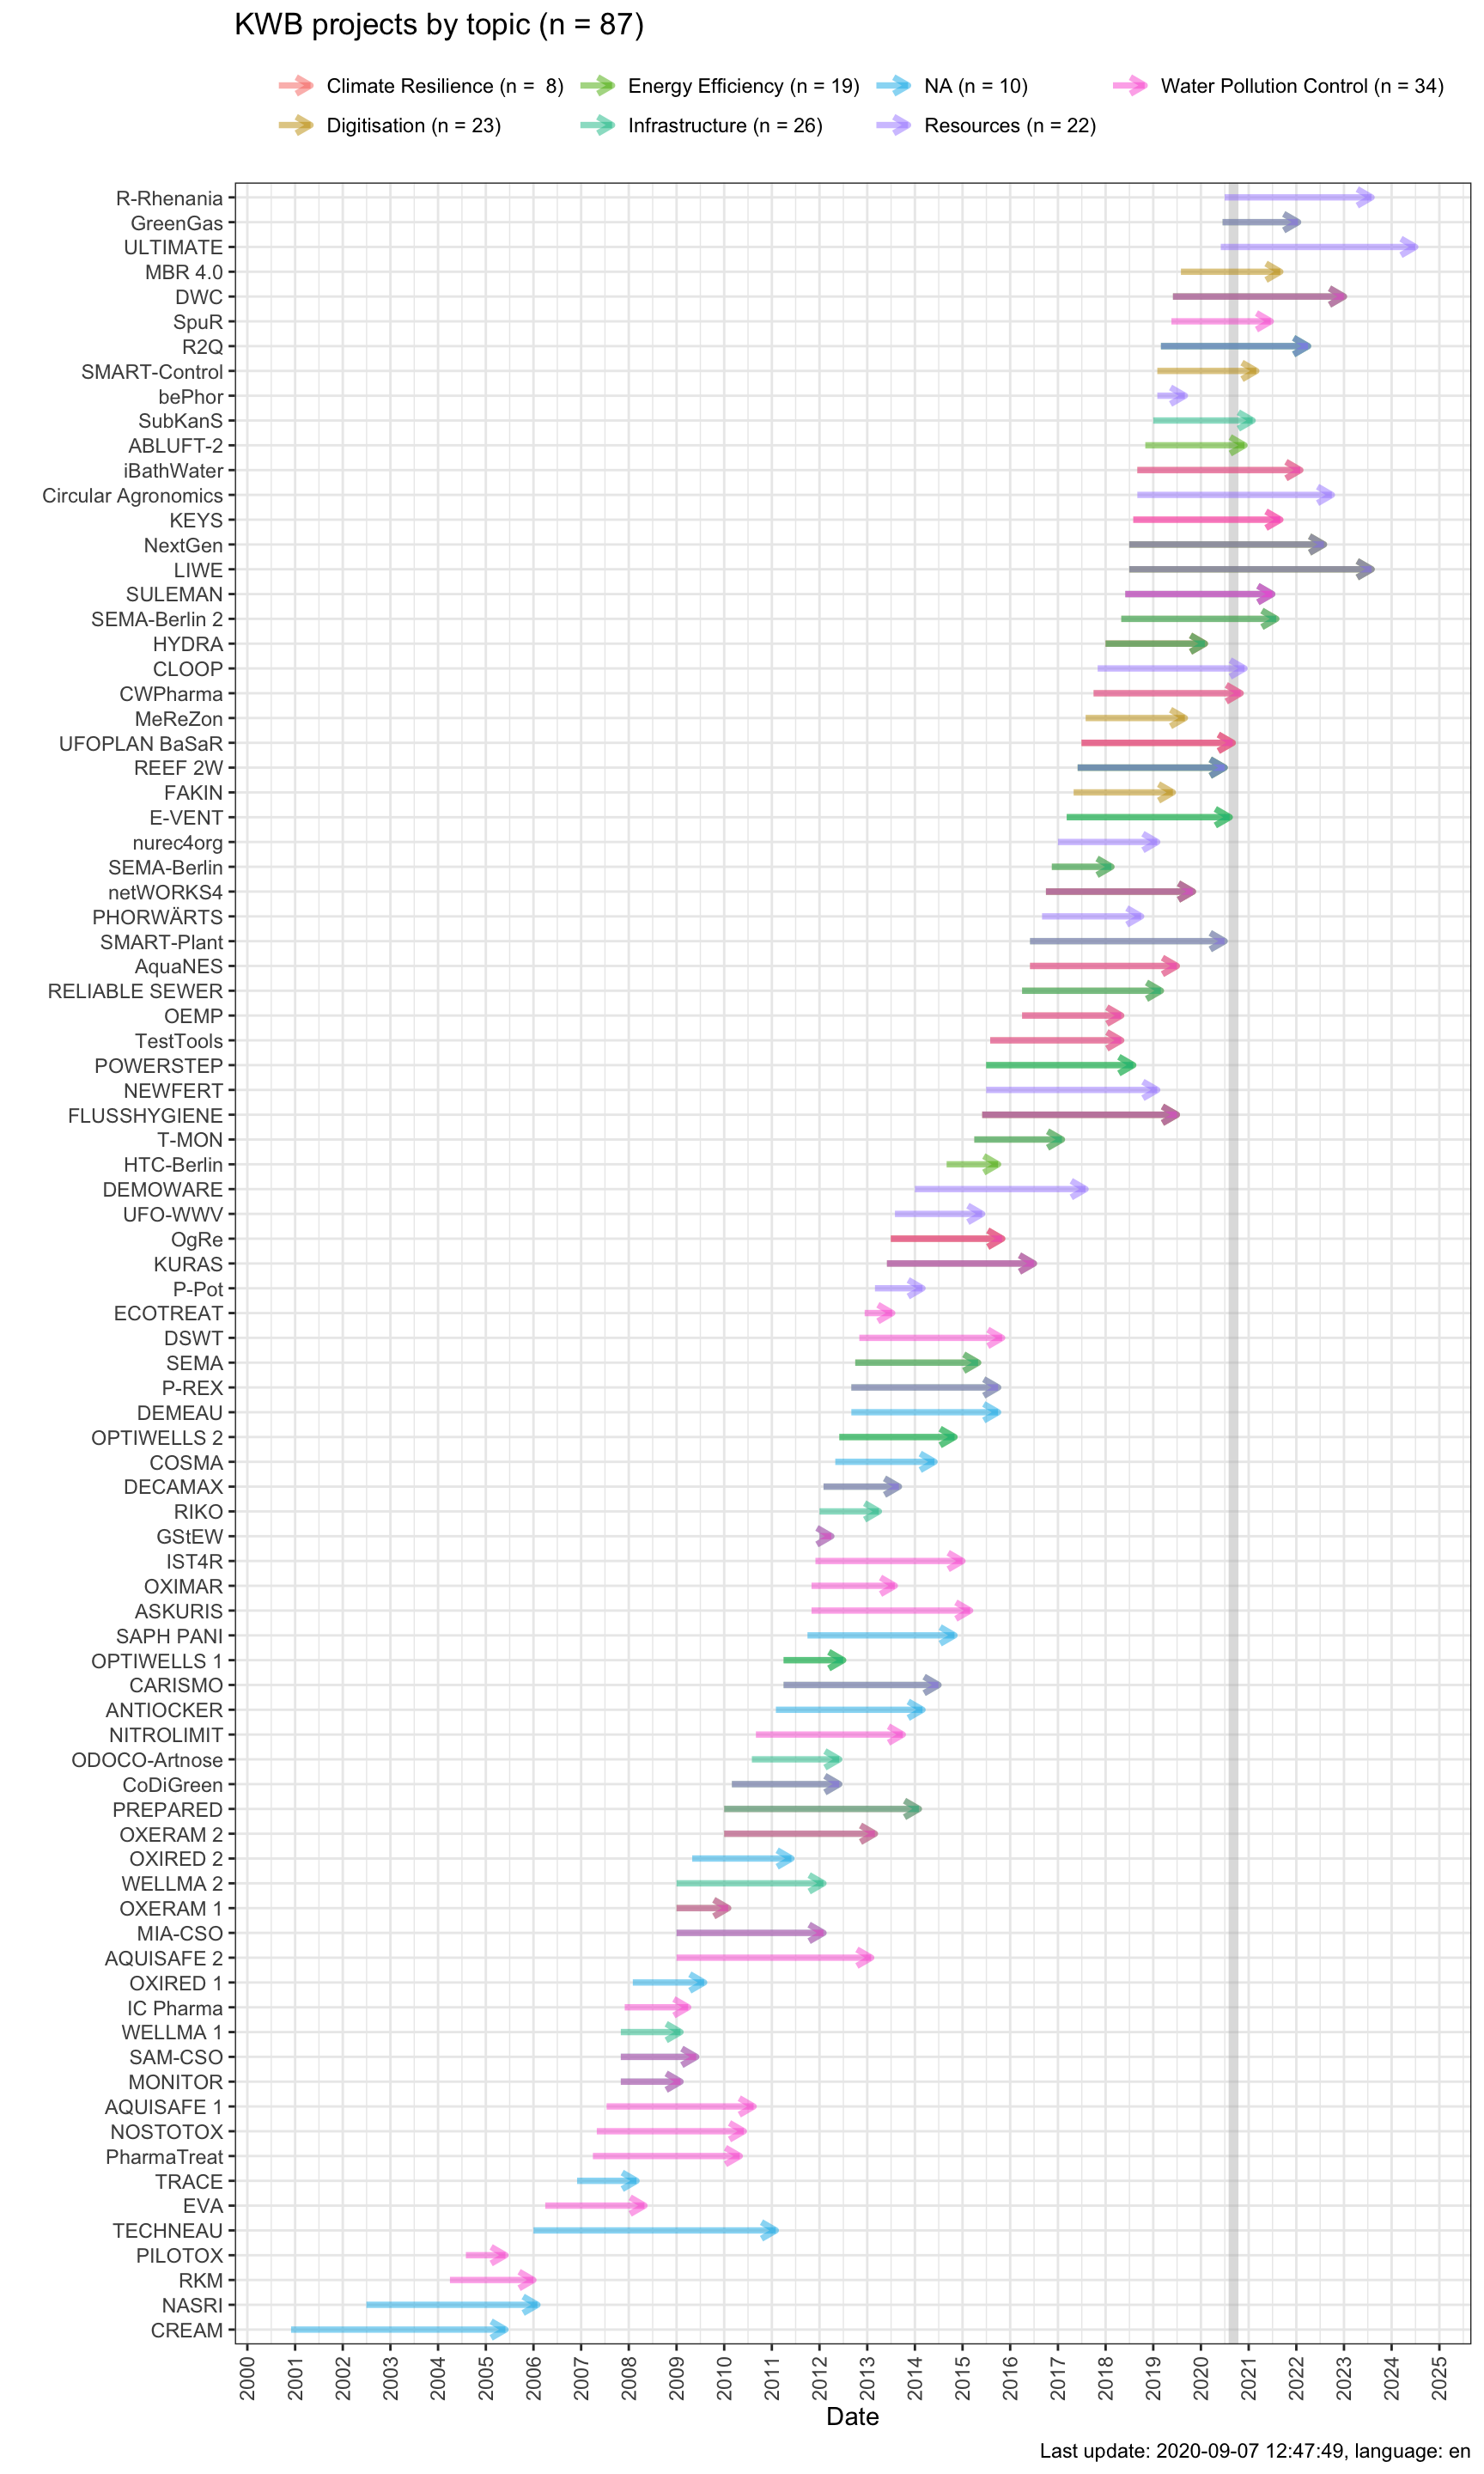 KWB projects by topic (n = 87)
Climate Resilience (n =  8)
Energy Efficiency (n = 19)
NA (n = 10)
Water Pollution Control (n = 34)
Digitisation (n = 23)
Infrastructure (n = 26)
Resources (n = 22)
R-Rhenania
GreenGas
ULTIMATE
MBR 4.0
DWC
SpuR
R2Q
SMART-Control
bePhor
SubKanS
ABLUFT-2
iBathWater
Circular Agronomics
KEYS
NextGen
LIWE
SULEMAN
SEMA-Berlin 2
HYDRA
CLOOP
CWPharma
MeReZon
UFOPLAN BaSaR
REEF 2W
FAKIN
E-VENT
nurec4org
SEMA-Berlin
netWORKS4
PHORWÄRTS
SMART-Plant
AquaNES
RELIABLE SEWER
OEMP
TestTools
POWERSTEP
NEWFERT
FLUSSHYGIENE
T-MON
HTC-Berlin
DEMOWARE
UFO-WWV
OgRe
KURAS
P-Pot
ECOTREAT
DSWT
SEMA
P-REX
DEMEAU
OPTIWELLS 2
COSMA
DECAMAX
RIKO
GStEW
IST4R
OXIMAR
ASKURIS
SAPH PANI
OPTIWELLS 1
CARISMO
ANTIOCKER
NITROLIMIT
ODOCO-Artnose
CoDiGreen
PREPARED
OXERAM 2
OXIRED 2
WELLMA 2
OXERAM 1
MIA-CSO
AQUISAFE 2
OXIRED 1
IC Pharma
WELLMA 1
SAM-CSO
MONITOR
AQUISAFE 1
NOSTOTOX
PharmaTreat
TRACE
EVA
TECHNEAU
PILOTOX
RKM
NASRI
CREAM
2000 2001 2002 2003 2004 2005 2006 2007 2008 2009 2010 2011 2012 2013 2014 2015 2016 2017 2018 2019 2020 2021 2022 2023 2024 2025
Date
Last update: 2020-09-07 12:47:49, language: en